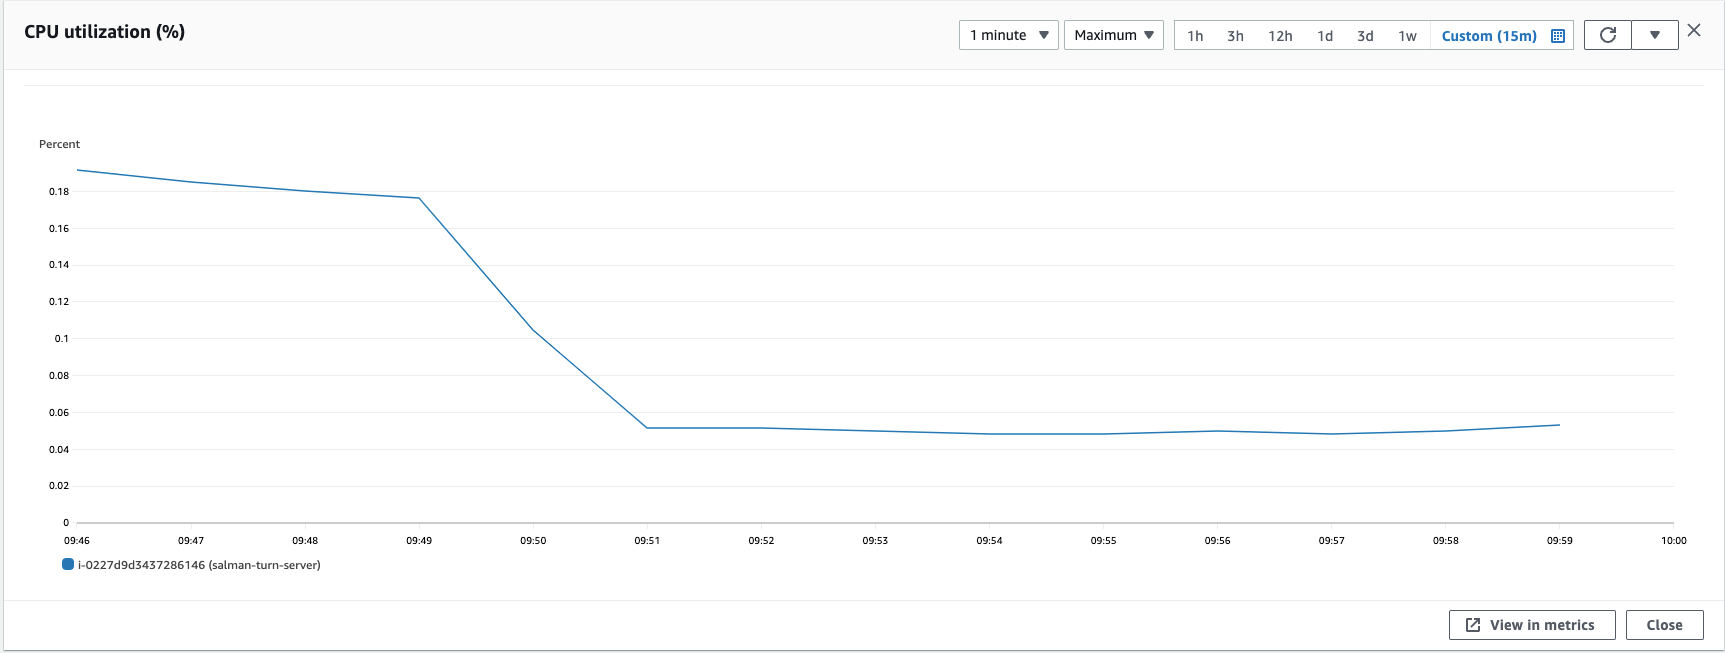 CPU utilization (%)
1 minute
Maximum
1h 3h 12h 1d 3d 1w Custom (15m)
Percent
0.18
0.16
0.14
0.12
0.1
0.08
0.06
0.04
0.02
0
09:46 09:47 09:48 09:49 09:50 09:51 09:52 09:53 09:54 09:55 09:56 09:57 09:58 09:59 10:00
i-0227d9d3437286146 (salman-turn-server)
View in metrics
Close